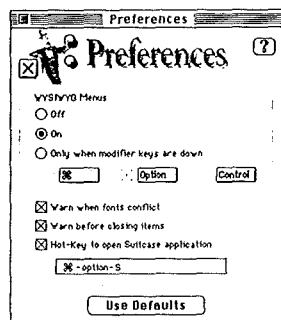 Preferences
Preferences
?
WYSIWYG Menus
Off
On
Only when modifier keys are down
⌘ Option Control
Warn when fonts conflict
Warn before closing items
Hot-Key to open Suitcase application
⌘-option-S
Use Defaults